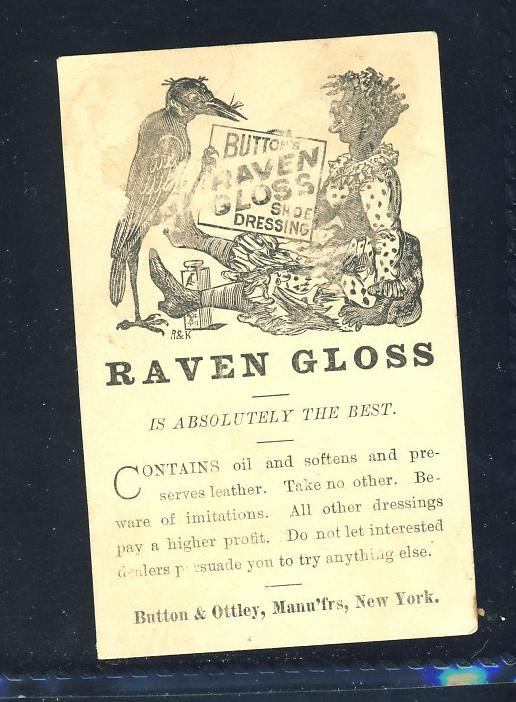 BUTTON'S
RAVEN
GLOSS
SHOE
DRESSING
A&K
RAVEN GLOSS
IS ABSOLUTELY THE BEST.
CONTAINS oil and softens and pre-
serves leather. Take no other. Be-
ware of imitations. All other dressings
pay a higher profit. Do not let interested
dealers persuade you to try anything else.
Button & Ottley, Manu'frs, New York.